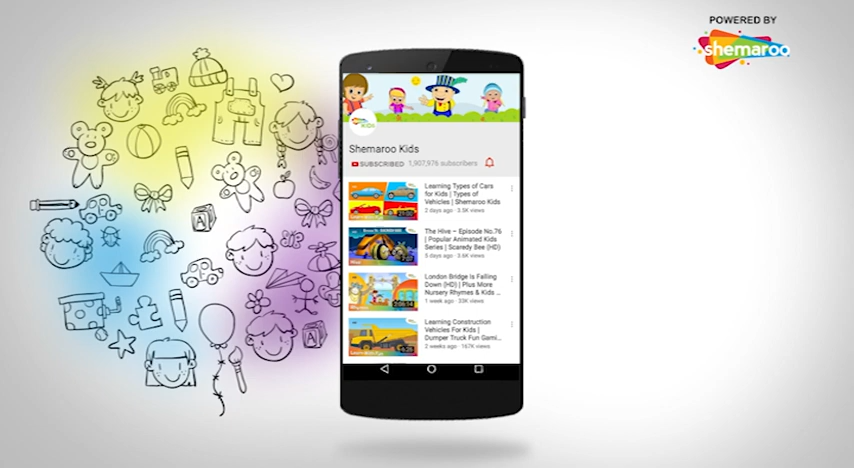 POWERED BY
shemaroo
KIDS
Shemaroo Kids
SUBSCRIBED 1,907,976 subscribers
Learning Types of Cars
for Kids | Types of
Vehicles | Shemaroo Kids
2 days ago · 3.5K views
The Hive – Episode No.76
| Popular Animated Kids
Series | Scaredy Bee (HD)
5 days ago · 3.6K views
London Bridge Is Falling
Down (HD) | Plus More
Nursery Rhymes & Kids ...
1 week ago · 33K views
Learning Construction
Vehicles For Kids |
Dumper Truck Fun Gami...
2 weeks ago · 167K views